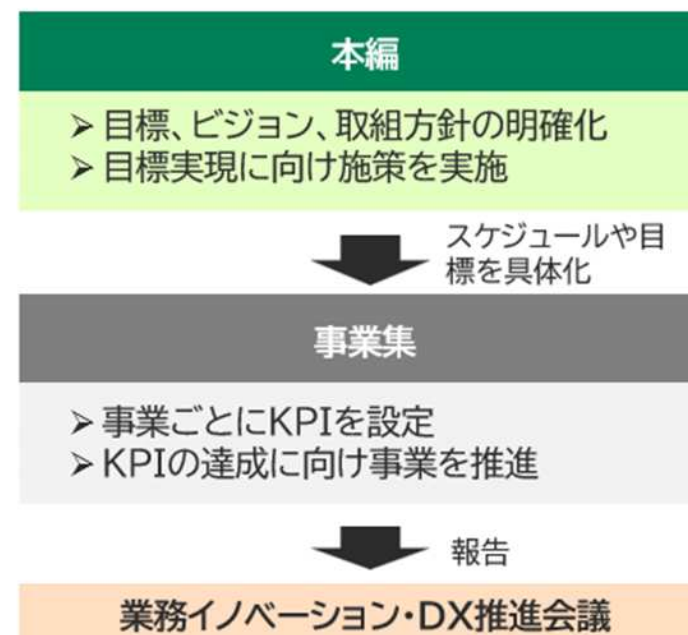 本編
➢ 目標、ビジョン、取組方針の明確化
➢ 目標実現に向け施策を実施
スケジュールや目
標を具体化
事業集
➢ 事業ごとにKPIを設定
➢ KPIの達成に向け事業を推進
報告
業務イノベーション・DX推進会議